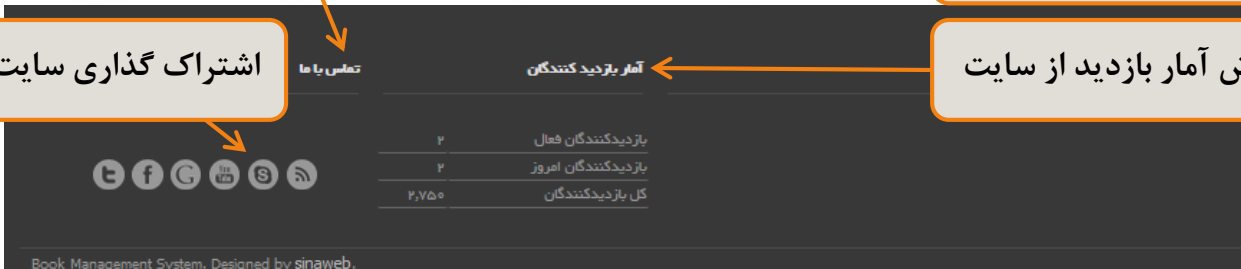 آمار بازدید از سایت
آمار بازدید کنندگان
تماس با ما
اشتراک گذاری سایت
بازدیدکنندگان فعال ۲
بازدیدکنندگان امروز ۲
کل بازدیدکنندگان ۲,۷۵۰
Book Management System, Designed by sinaweb.